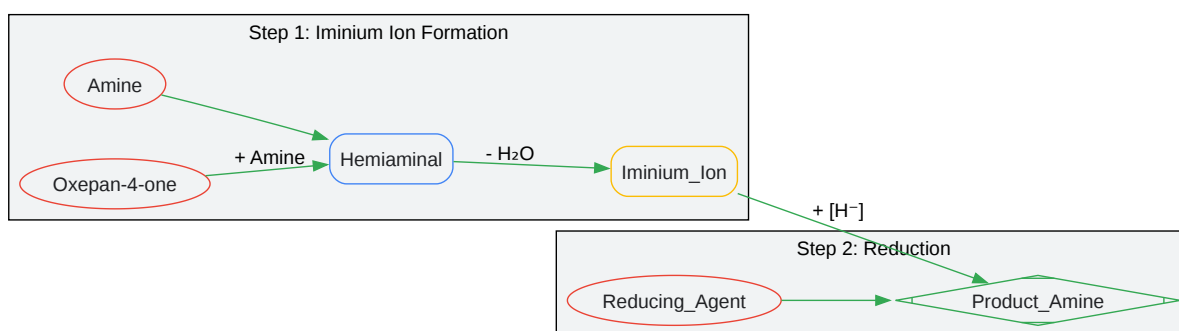 Step 1: Iminium Ion Formation
Amine
Oxepan-4-one
+ Amine
Hemiaminal
- H₂O
Iminium_Ion
+ [H⁻]
Step 2: Reduction
Reducing_Agent
Product_Amine